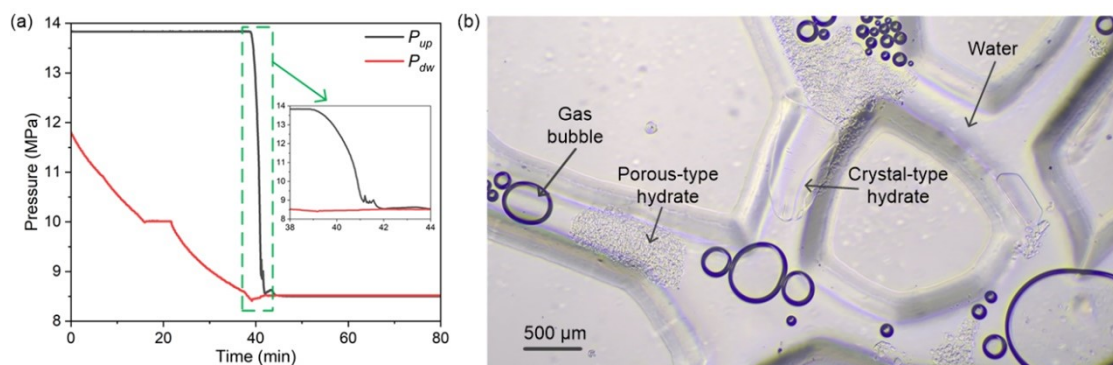 (a)
14
13
12
11
10
9
8
Pressure (MPa)
0
20
40
60
80
Time (min)
P_up
P_dw
14
13
12
11
10
9
8
38
40
42
44
(b)
Water
Gas
bubble
Porous-type
hydrate
Crystal-type
hydrate
500 µm